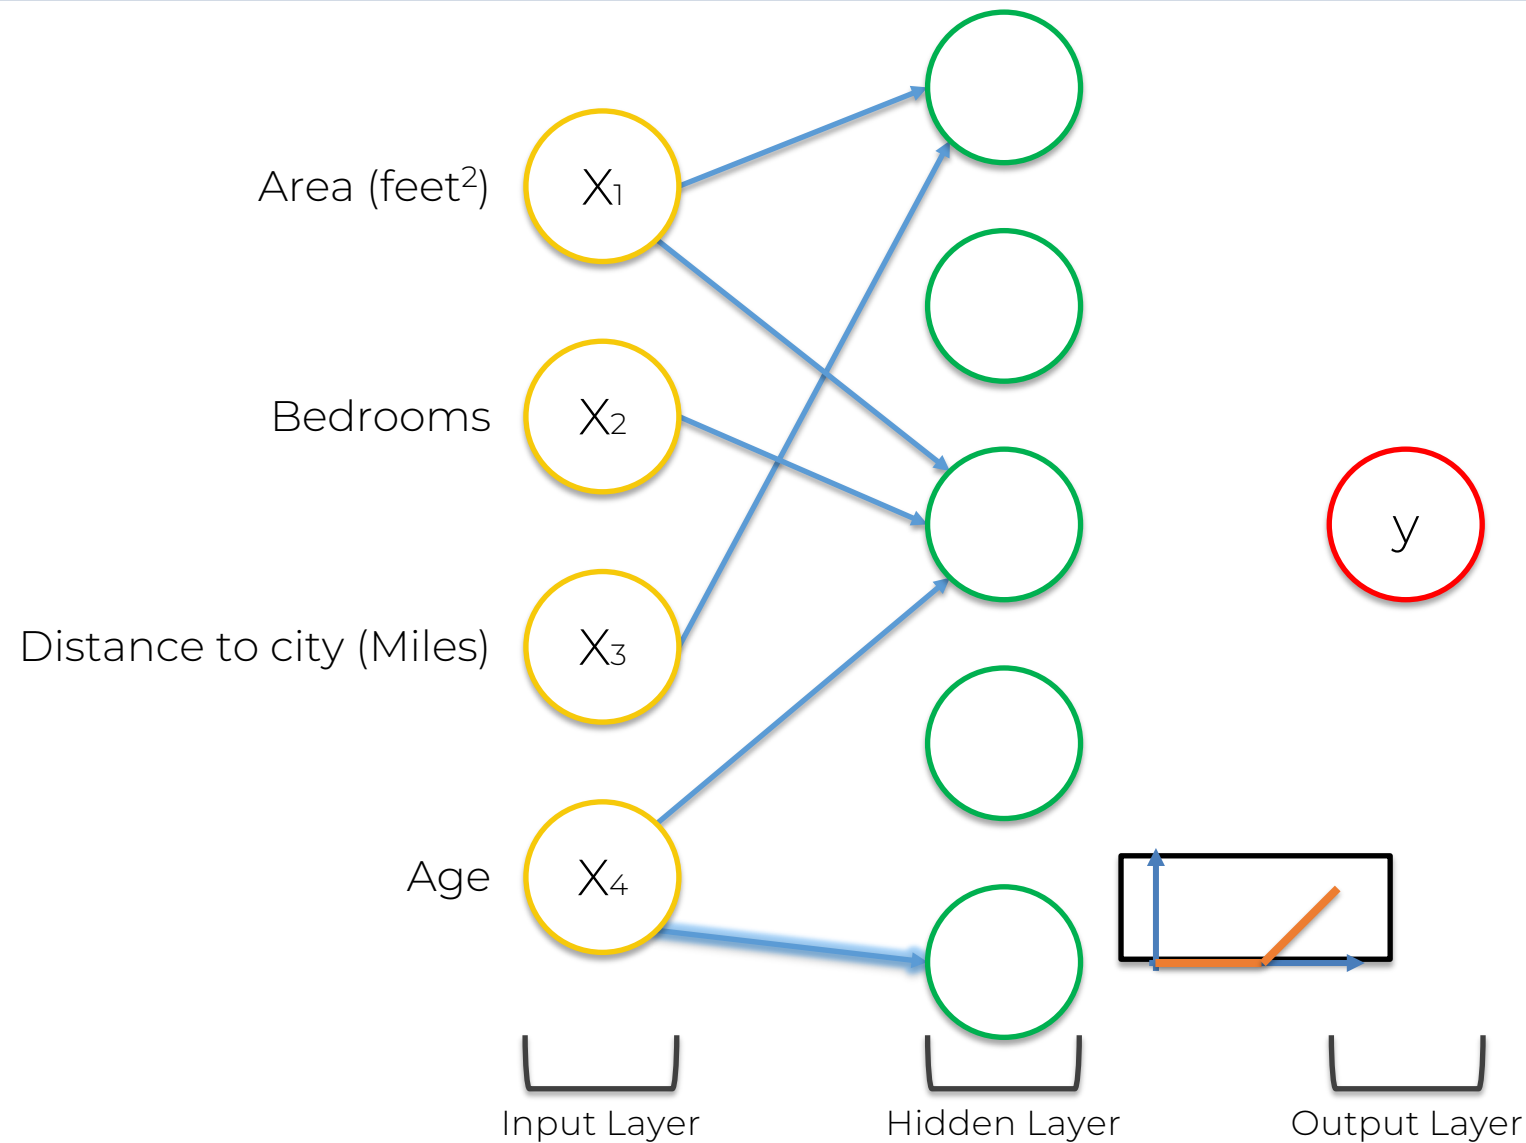 Area (feet²)
X₁
Bedrooms
X₂
y
Distance to city (Miles)
X₃
Age
X₄
Input Layer
Hidden Layer
Output Layer